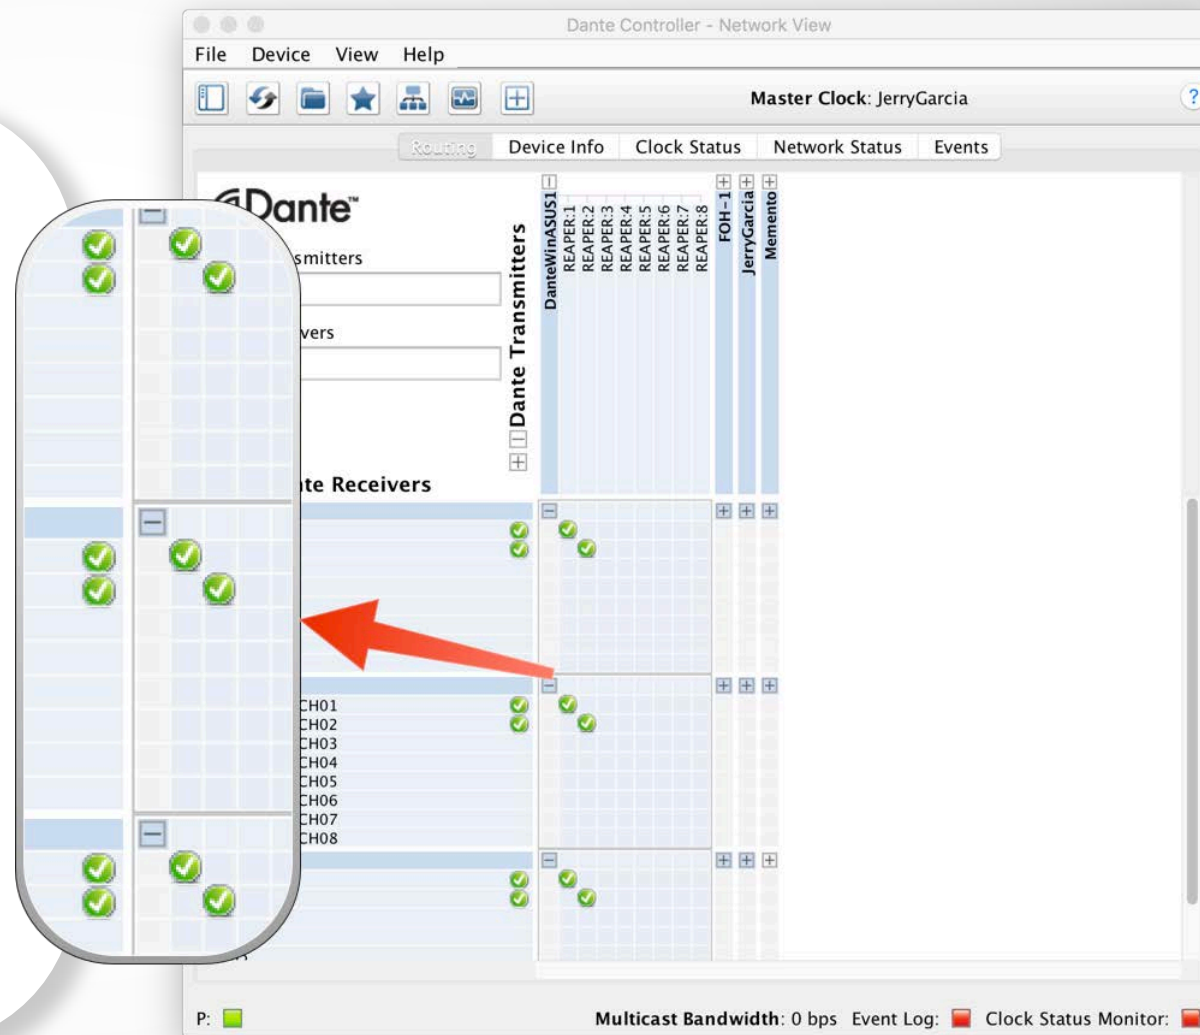 Dante Controller - Network View
File Device View Help
Master Clock: JerryGarcia ?
Routing Device Info Clock Status Network Status Events
Dante™
smitters
vers
Dante Transmitters
DanteWinASUS1
REAPER:1
REAPER:2
REAPER:3
REAPER:4
REAPER:5
REAPER:6
REAPER:7
REAPER:8
FOH-1
JerryGarcia
Memento
te Receivers
CH01
CH02
CH03
CH04
CH05
CH06
CH07
CH08
P: Multicast Bandwidth: 0 bps Event Log: Clock Status Monitor: